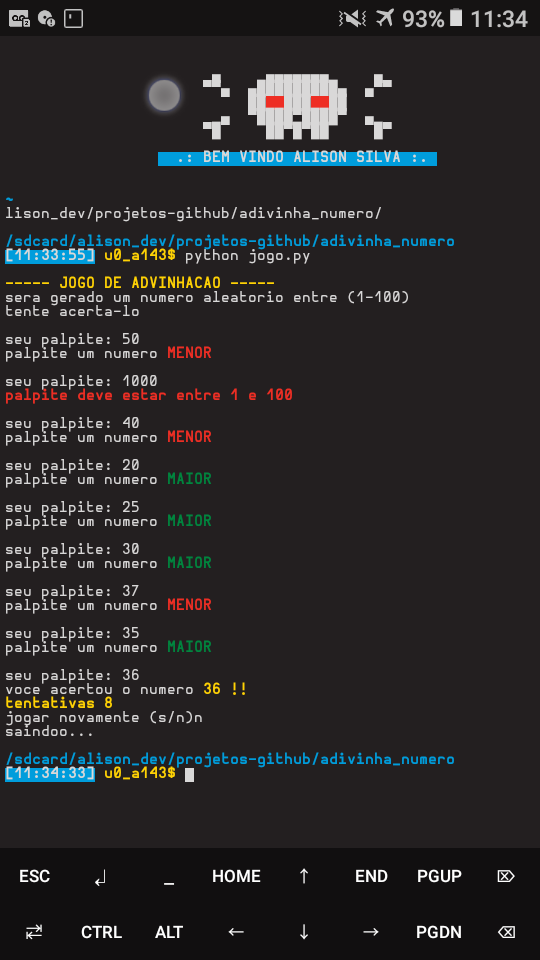 93% 11:34
.: BEM VINDO ALISON SILVA :.
~
lison_dev/projetos-github/adivinha_numero/
/sdcard/alison_dev/projetos-github/adivinha_numero
[11:33:55] u0_a143$ python jogo.py
----- JOGO DE ADVINHACAO -----
sera gerado um numero aleatorio entre (1-100)
tente acerta-lo
seu palpite: 50
palpite um numero MENOR
seu palpite: 1000
palpite deve estar entre 1 e 100
seu palpite: 40
palpite um numero MENOR
seu palpite: 20
palpite um numero MAIOR
seu palpite: 25
palpite um numero MAIOR
seu palpite: 30
palpite um numero MAIOR
seu palpite: 37
palpite um numero MENOR
seu palpite: 35
palpite um numero MAIOR
seu palpite: 36
voce acertou o numero 36 !!
tentativas 8
jogar novamente (s/n)n
saindoo...
/sdcard/alison_dev/projetos-github/adivinha_numero
[11:34:33] u0_a143$
ESC ↲ _ HOME ↑ END PGUP ⌦
⇄ CTRL ALT ← ↓ → PGDN ⌫